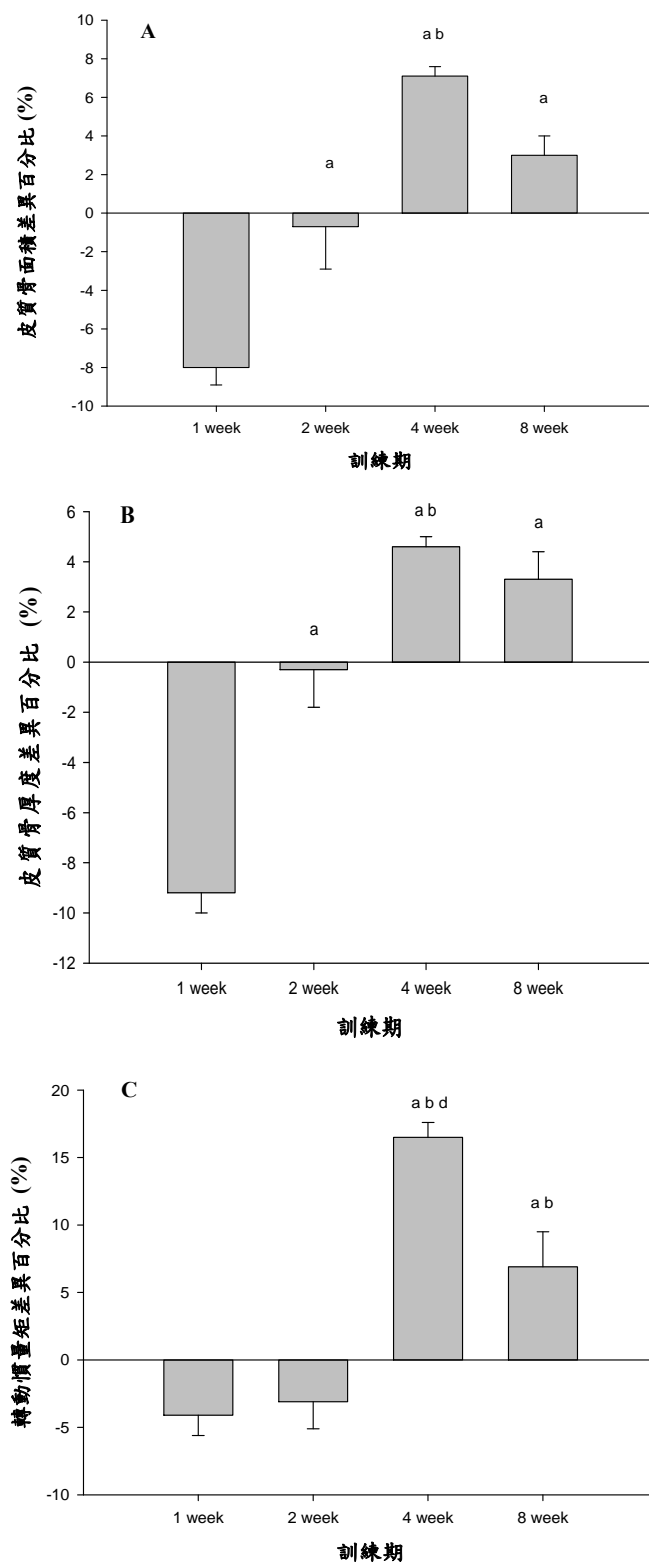 A
皮質骨面積差異百分比 (%)
10
8
6
4
2
0
-2
-4
-6
-8
-10
a
a b
a
1 week
2 week
4 week
8 week
訓練期
B
皮質骨厚度差異百分比 (%)
6
4
2
0
-2
-4
-6
-8
-10
-12
a
a b
a
1 week
2 week
4 week
8 week
訓練期
C
轉動慣量矩差異百分比 (%)
20
15
10
5
0
-5
-10
a b d
a b
1 week
2 week
4 week
8 week
訓練期